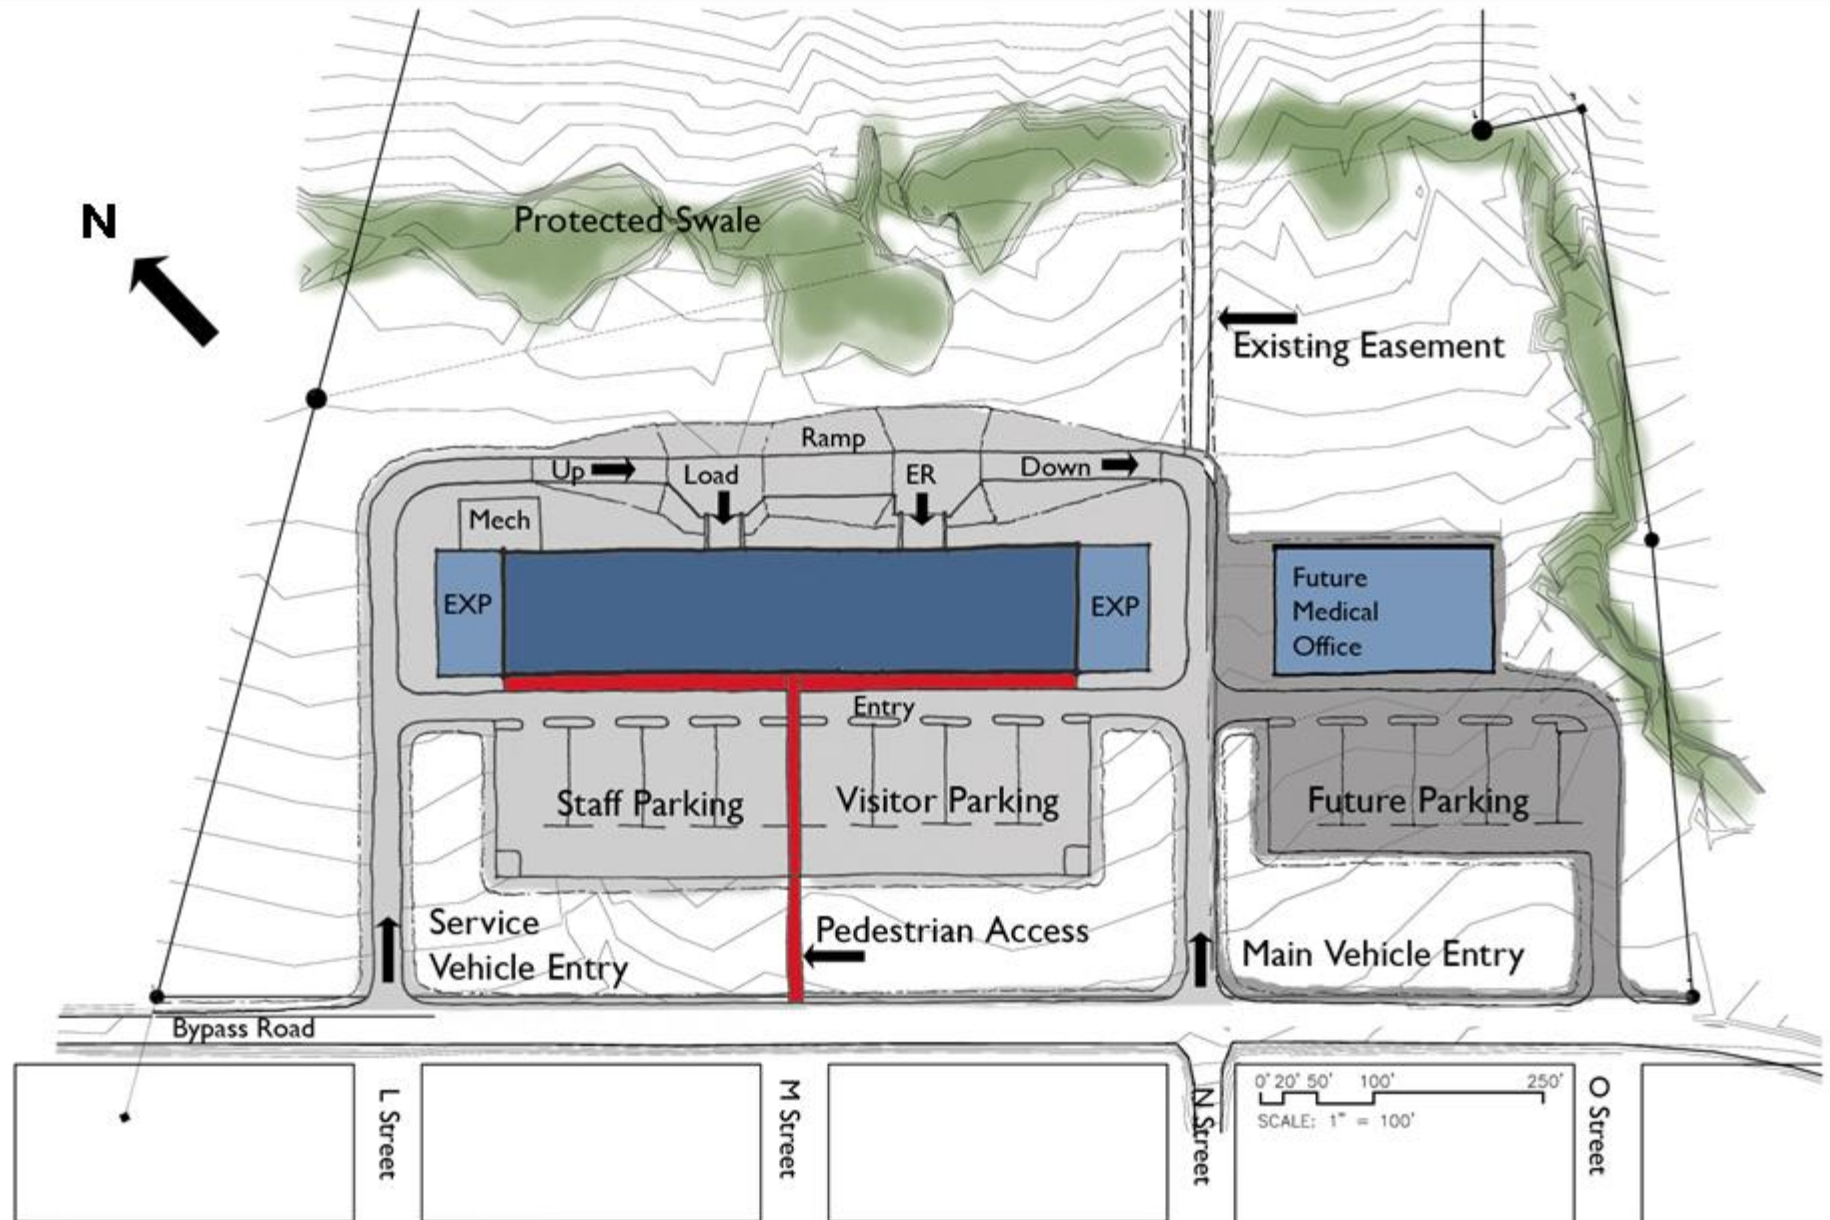 N
Protected Swale
Existing Easement
Ramp
Up
Load
ER
Down
Mech
EXP
EXP
Future
Medical
Office
Entry
Staff Parking
Visitor Parking
Future Parking
Service
Vehicle Entry
Pedestrian Access
Main Vehicle Entry
Bypass Road
L Street
M Street
N Street
0' 20' 50' 100' 250'
SCALE: 1" = 100'
O Street